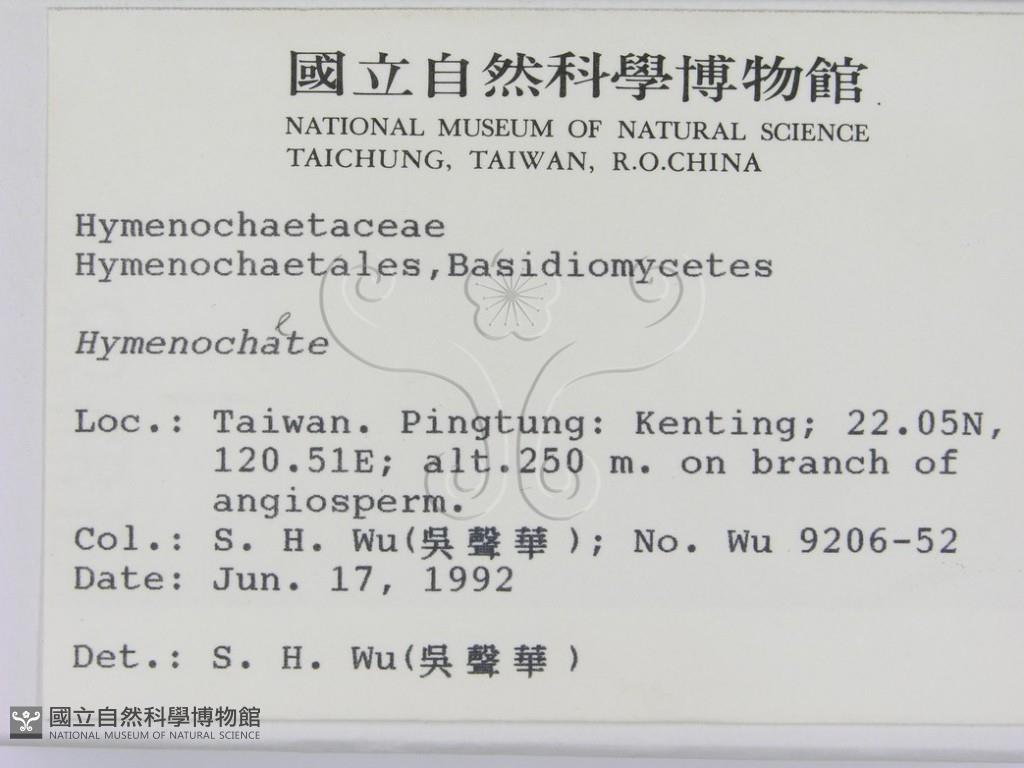 國立自然科學博物館
NATIONAL MUSEUM OF NATURAL SCIENCE
TAICHUNG, TAIWAN, R.O.CHINA
Hymenochaetaceae
Hymenochaetales,Basidiomycetes
Hymenochaete
Loc.: Taiwan. Pingtung: Kenting; 22.05N,
120.51E; alt.250 m. on branch of
angiosperm.
Col.: S. H. Wu(吳聲華); No. Wu 9206-52
Date: Jun. 17, 1992
Det.: S. H. Wu(吳聲華)
國立自然科學博物館
NATIONAL MUSEUM OF NATURAL SCIENCE